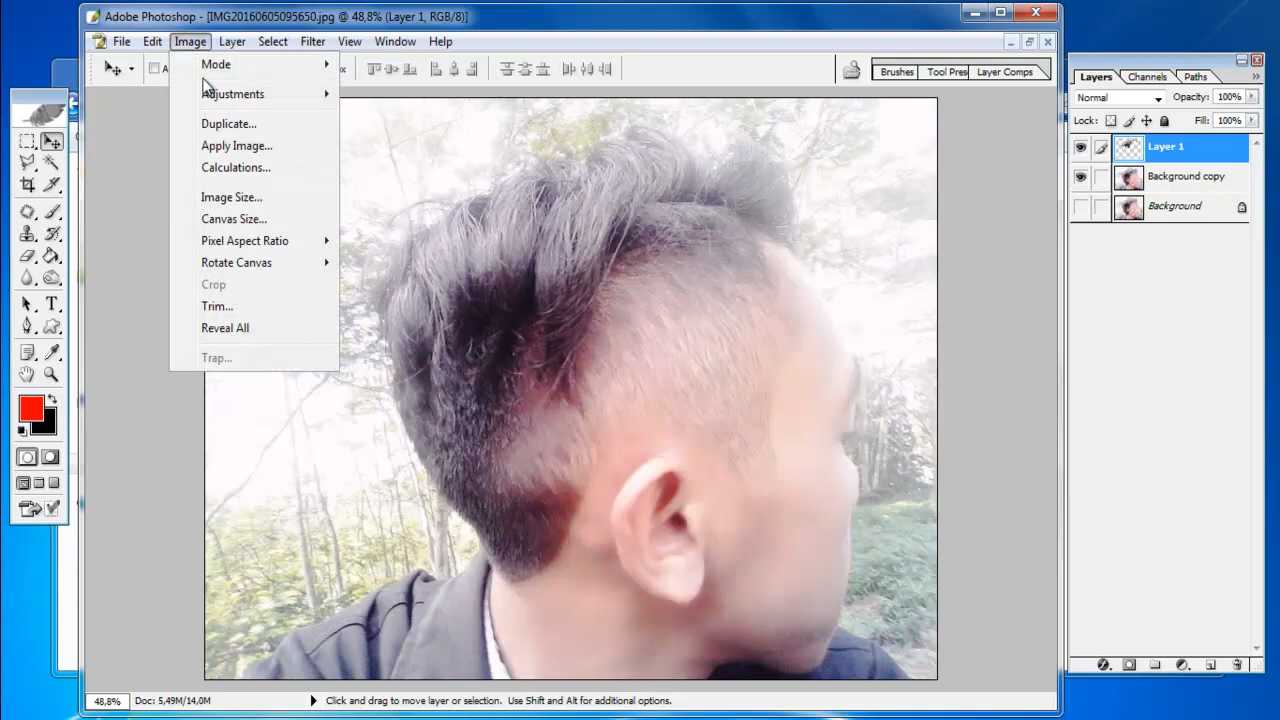 Adobe Photoshop - [IMG20160605095650.jpg @ 48,8% (Layer 1, RGB/8)]
File Edit Image Layer Select Filter View Window Help
Brushes Tool Pres Layer Comps
Mode
Adjustments
Duplicate...
Apply Image...
Calculations...
Image Size...
Canvas Size...
Pixel Aspect Ratio
Rotate Canvas
Crop
Trim...
Reveal All
Trap...
Layers Channels Paths
Normal Opacity: 100%
Lock: Fill: 100%
Layer 1
Background copy
Background
48,8% Doc: 5,49M/14,0M Click and drag to move layer or selection. Use Shift and Alt for additional options.